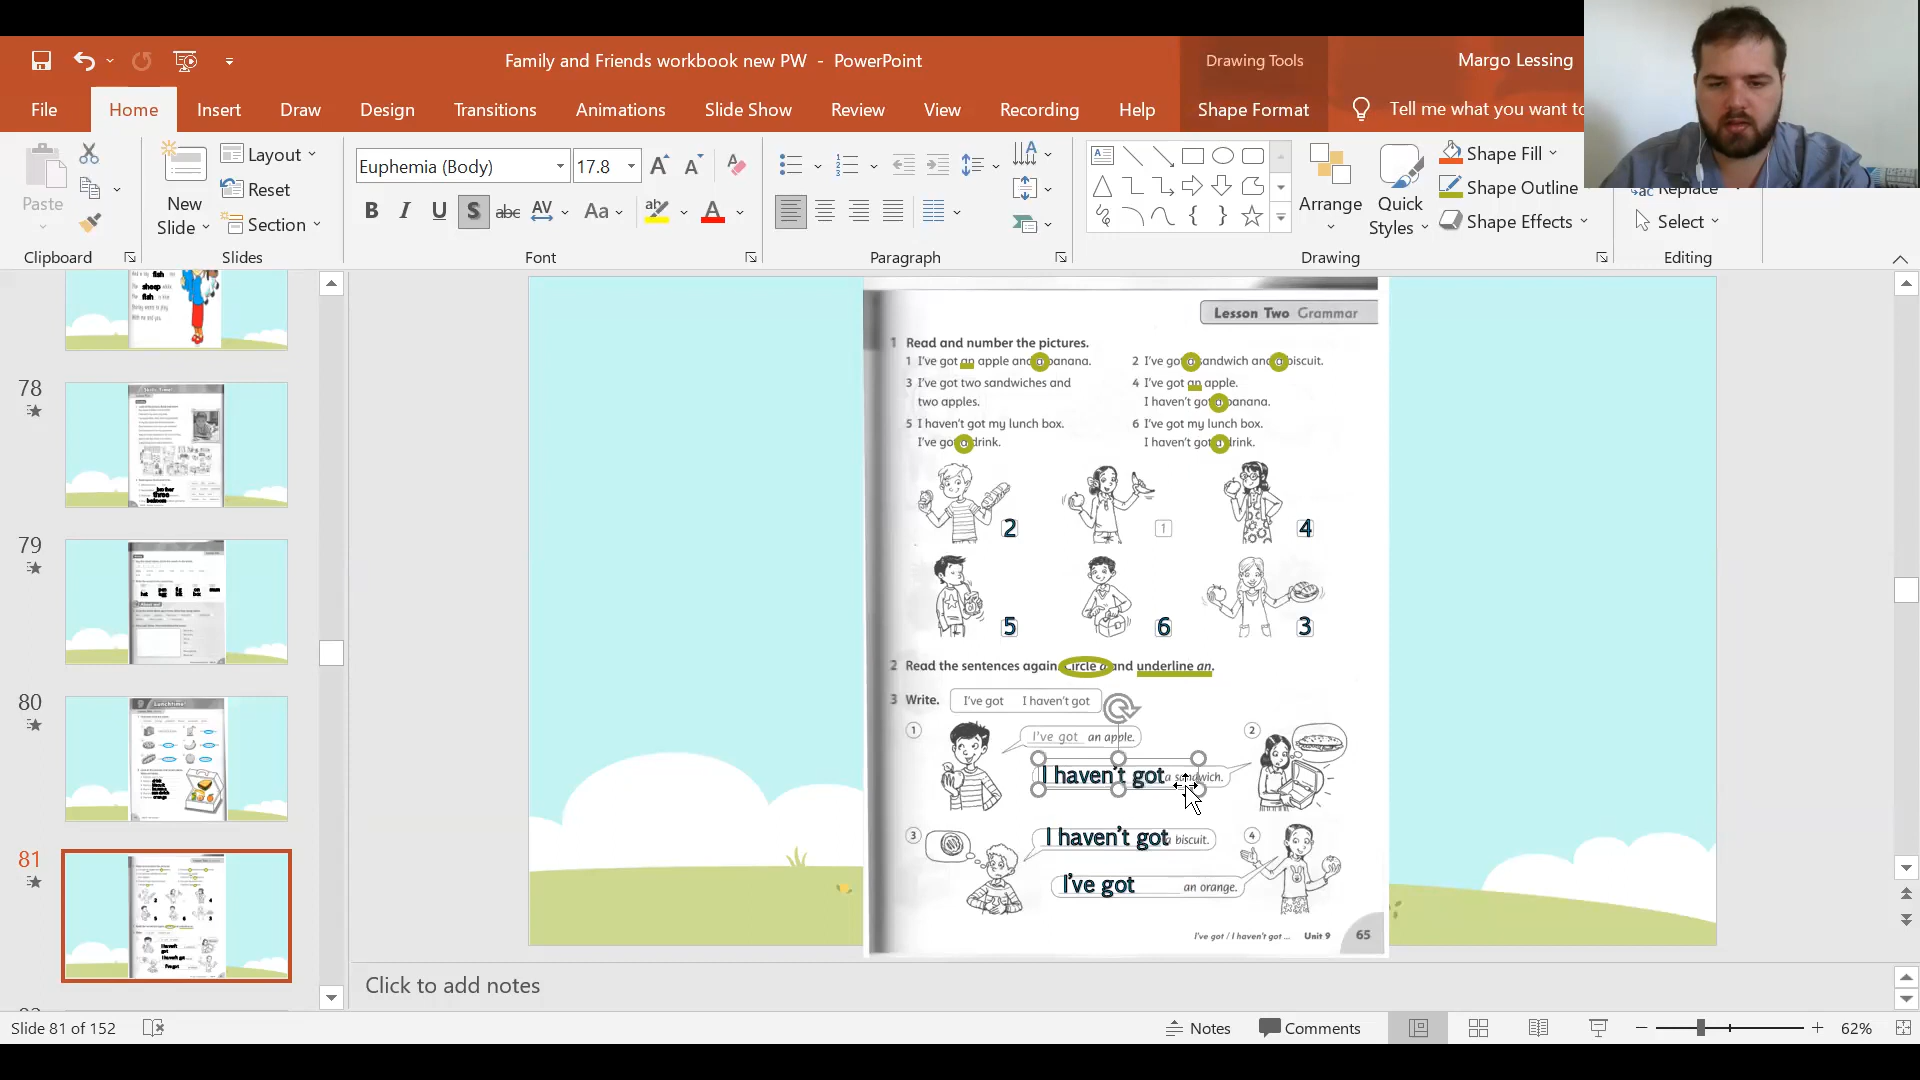 Family and Friends workbook new PW - PowerPoint
Drawing Tools
Margo Lessing
File
Home
Insert
Draw
Design
Transitions
Animations
Slide Show
Review
View
Recording
Help
Shape Format
Tell me what you want to
Paste
New
Slide
Layout
Reset
Section
Euphemia (Body)
17.8
B I U S abc AV Aa A
Arrange
Quick
Styles
Shape Fill
Shape Outline
Shape Effects
Replace
Select
Clipboard
Slides
Font
Paragraph
Drawing
Editing
78
79
80
81
Lesson Two Grammar
1 Read and number the pictures.
1 I've got an apple and a banana.
2 I've got a sandwich and a biscuit.
3 I've got two sandwiches and
two apples.
4 I've got an apple.
I haven't got a banana.
5 I haven't got my lunch box.
I've got a drink.
6 I've got my lunch box.
I haven't got a drink.
2
1
4
5
6
3
2 Read the sentences again. Circle a and underline an.
3 Write.
I've got I haven't got
1
I've got an apple.
2
I haven't got a sandwich.
3
I haven't got a biscuit.
4
I've got an orange.
I've got / I haven't got ... Unit 9 65
Click to add notes
Slide 81 of 152
Notes
Comments
62%